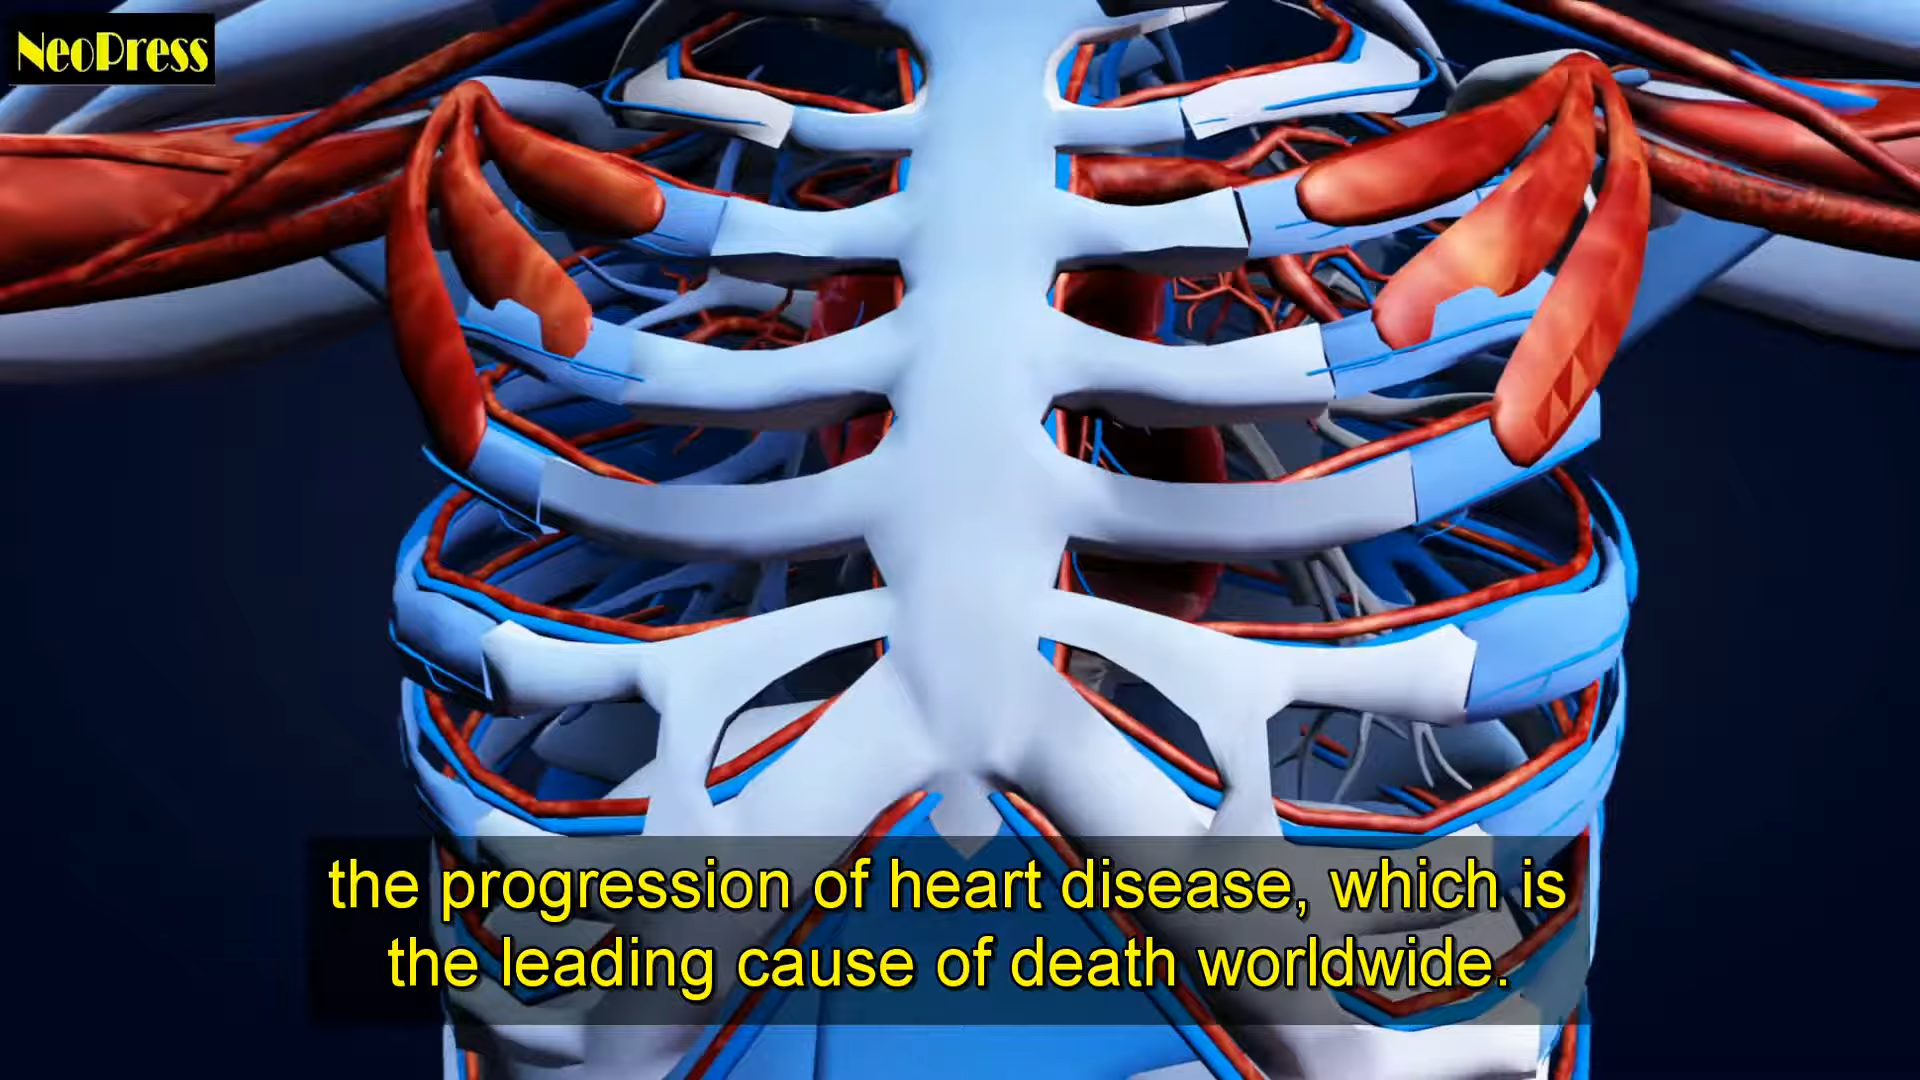 NeoPress
the progression of heart disease, which is
the leading cause of death worldwide.